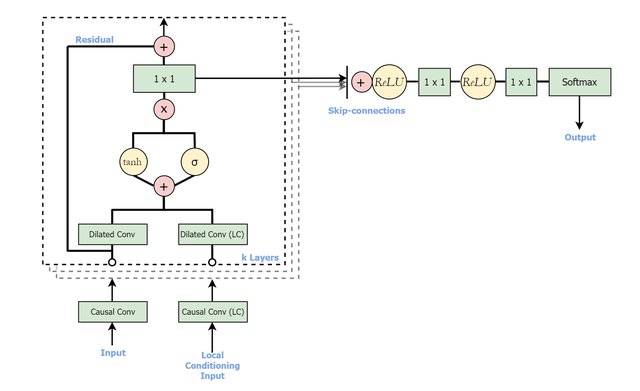 Residual
+
1 x 1
x
tanh
σ
+
Dilated Conv
Dilated Conv (LC)
k Layers
Causal Conv
Causal Conv (LC)
Input
Local
Conditioning
Input
+
ReLU
1 x 1
ReLU
1 x 1
Softmax
Skip-connections
Output